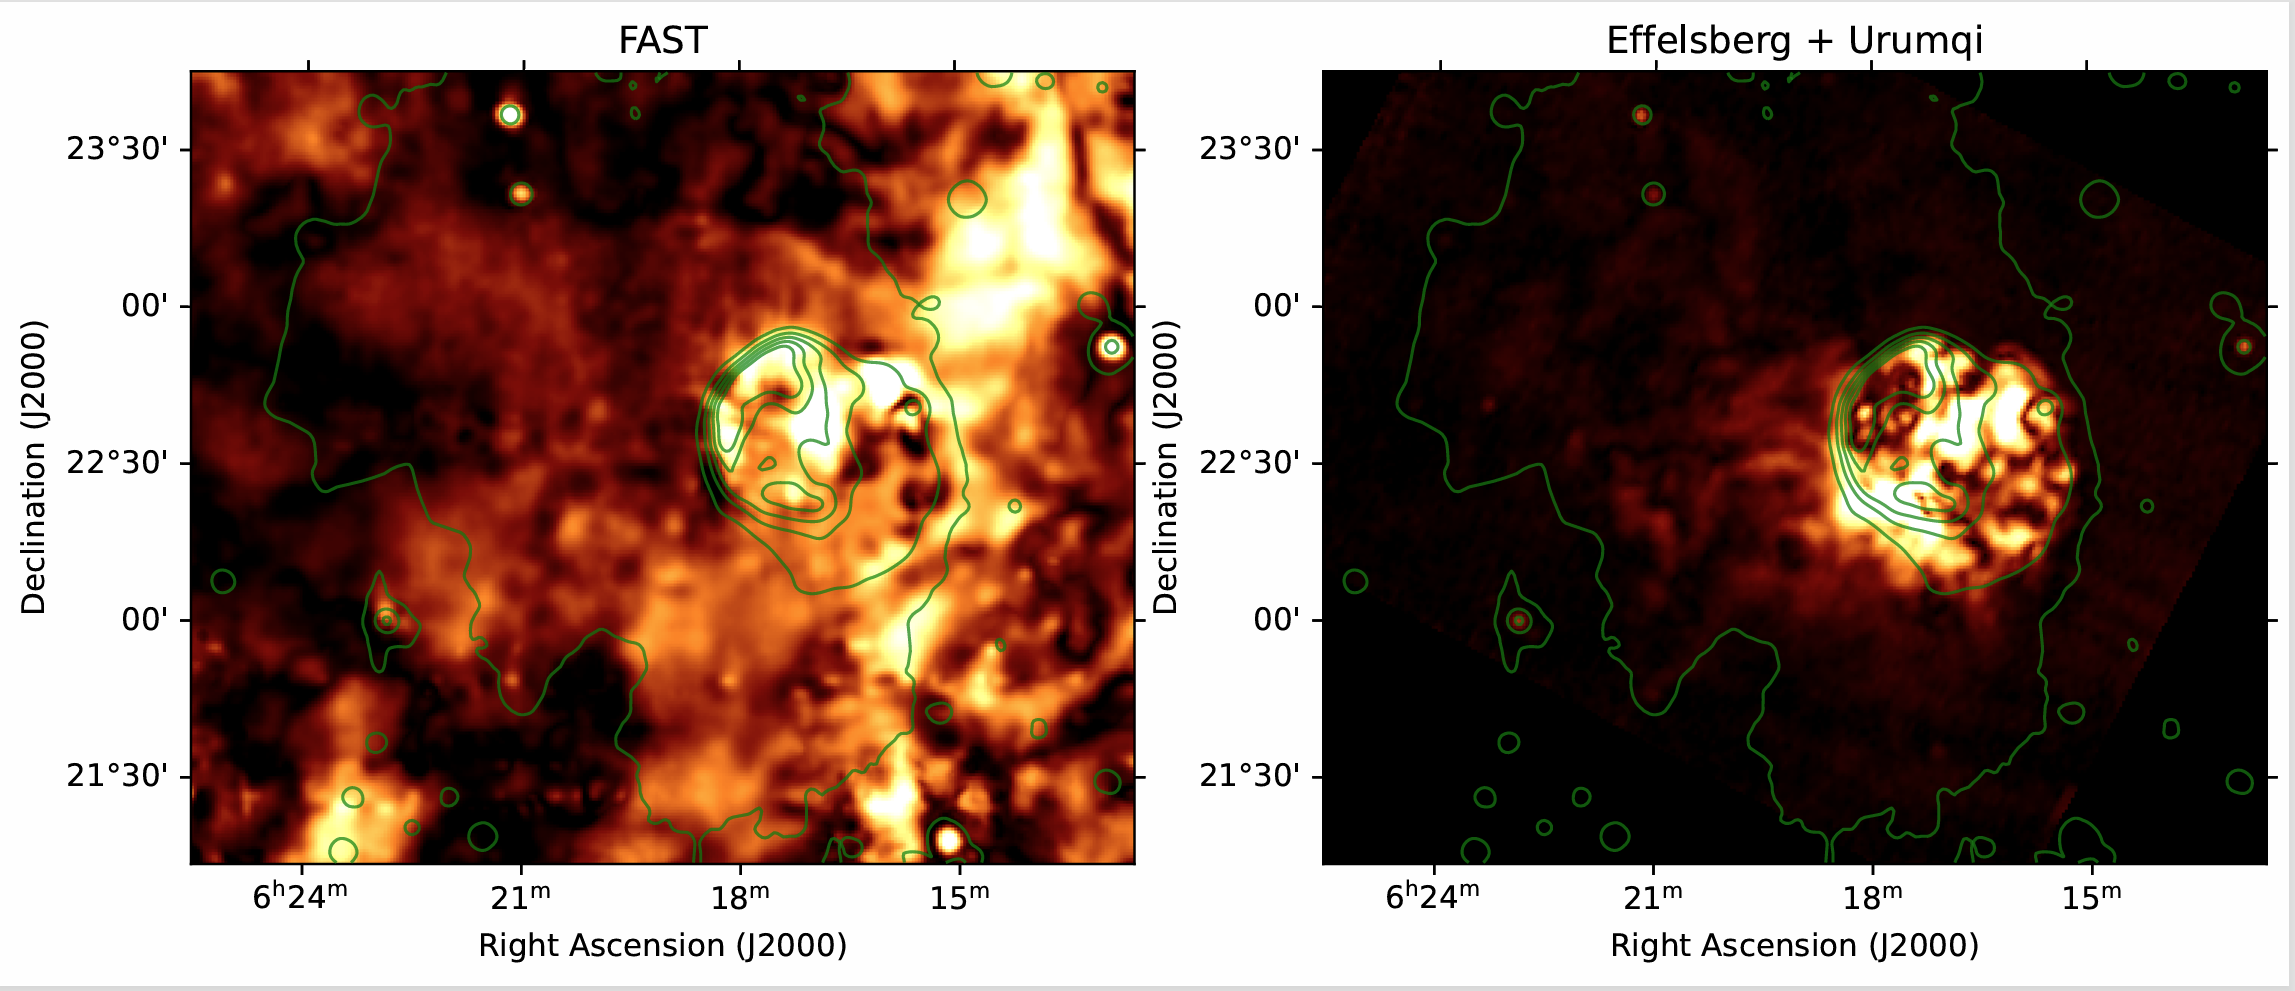 FAST
Declination (J2000)
23°30'
00'
22°30'
00'
21°30'
6ʰ24ᵐ 21ᵐ 18ᵐ 15ᵐ
Right Ascension (J2000)
Effelsberg + Urumqi
Declination (J2000)
23°30'
00'
22°30'
00'
21°30'
6ʰ24ᵐ 21ᵐ 18ᵐ 15ᵐ
Right Ascension (J2000)